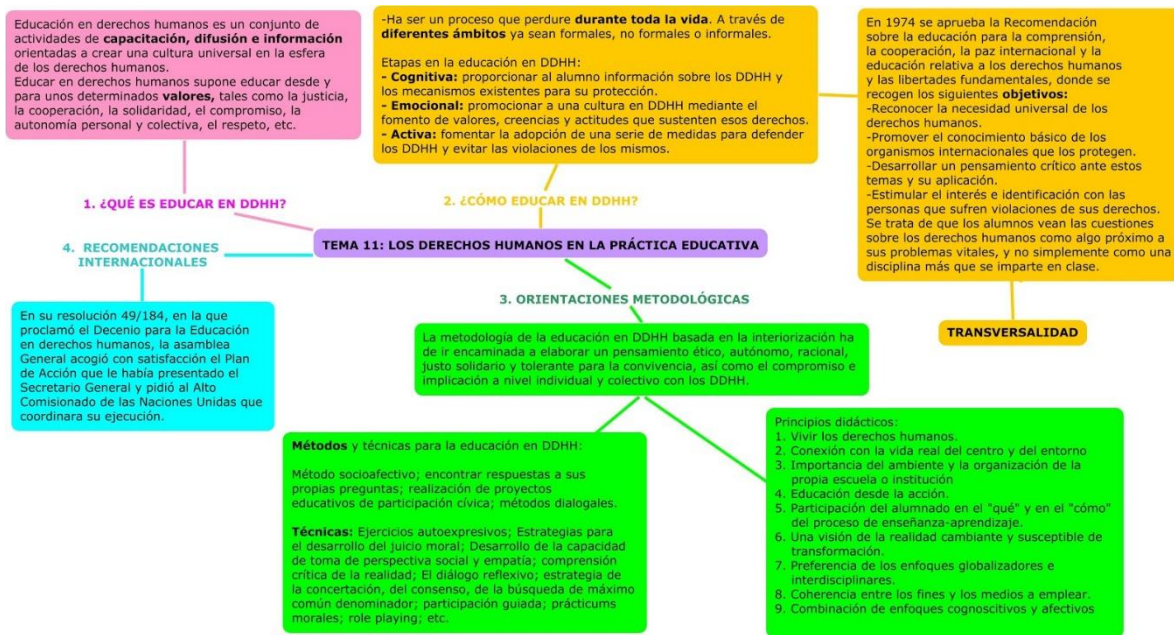 Educación en derechos humanos es un conjunto de
actividades de capacitación, difusión e información
orientadas a crear una cultura universal en la esfera
de los derechos humanos.
Educar en derechos humanos supone educar desde y
para unos determinados valores, tales como la justicia,
la cooperación, la solidaridad, el compromiso, la
autonomía personal y colectiva, el respeto, etc.
1. ¿QUÉ ES EDUCAR EN DDHH?
-Ha ser un proceso que perdure durante toda la vida. A través de
diferentes ámbitos ya sean formales, no formales o informales.
Etapas en la educación en DDHH:
- Cognitiva: proporcionar al alumno información sobre los DDHH y
los mecanismos existentes para su protección.
- Emocional: promocionar a una cultura en DDHH mediante el
fomento de valores, creencias y actitudes que sustenten esos derechos.
- Activa: fomentar la adopción de una serie de medidas para defender
los DDHH y evitar las violaciones de los mismos.
2. ¿CÓMO EDUCAR EN DDHH?
En 1974 se aprueba la Recomendación
sobre la educación para la comprensión,
la cooperación, la paz internacional y la
educación relativa a los derechos humanos
y las libertades fundamentales, donde se
recogen los siguientes objetivos:
-Reconocer la necesidad universal de los
derechos humanos.
-Promover el conocimiento básico de los
organismos internacionales que los protegen.
-Desarrollar un pensamiento crítico ante estos
temas y su aplicación.
-Estimular el interés e identificación con las
personas que sufren violaciones de sus derechos.
Se trata de que los alumnos vean las cuestiones
sobre los derechos humanos como algo próximo a
sus problemas vitales, y no simplemente como una
disciplina más que se imparte en clase.
TRANSVERSALIDAD
TEMA 11: LOS DERECHOS HUMANOS EN LA PRÁCTICA EDUCATIVA
4. RECOMENDACIONES
INTERNACIONALES
En su resolución 49/184, en la que
proclamó el Decenio para la Educación
en derechos humanos, la asamblea
General acogió con satisfacción el Plan
de Acción que le había presentado el
Secretario General y pidió al Alto
Comisionado de las Naciones Unidas que
coordinara su ejecución.
3. ORIENTACIONES METODOLÓGICAS
La metodología de la educación en DDHH basada en la interiorización ha
de ir encaminada a elaborar un pensamiento ético, autónomo, racional,
justo solidario y tolerante para la convivencia, así como el compromiso e
implicación a nivel individual y colectivo con los DDHH.
Métodos y técnicas para la educación en DDHH:
Método socioafectivo; encontrar respuestas a sus
propias preguntas; realización de proyectos
educativos de participación cívica; métodos dialogales.
Técnicas: Ejercicios autoexpresivos; Estrategias para
el desarrollo del juicio moral; Desarrollo de la capacidad
de toma de perspectiva social y empatía; comprensión
crítica de la realidad; El diálogo reflexivo; estrategia de
la concertación, del consenso, de la búsqueda de máximo
común denominador; participación guiada; prácticums
morales; role playing; etc.
Principios didácticos:
1. Vivir los derechos humanos.
2. Conexión con la vida real del centro y del entorno
3. Importancia del ambiente y la organización de la
propia escuela o institución
4. Educación desde la acción.
5. Participación del alumnado en el "qué" y en el "cómo"
del proceso de enseñanza-aprendizaje.
6. Una visión de la realidad cambiante y susceptible de
transformación.
7. Preferencia de los enfoques globalizadores e
interdisciplinares.
8. Coherencia entre los fines y los medios a emplear.
9. Combinación de enfoques cognoscitivos y afectivos